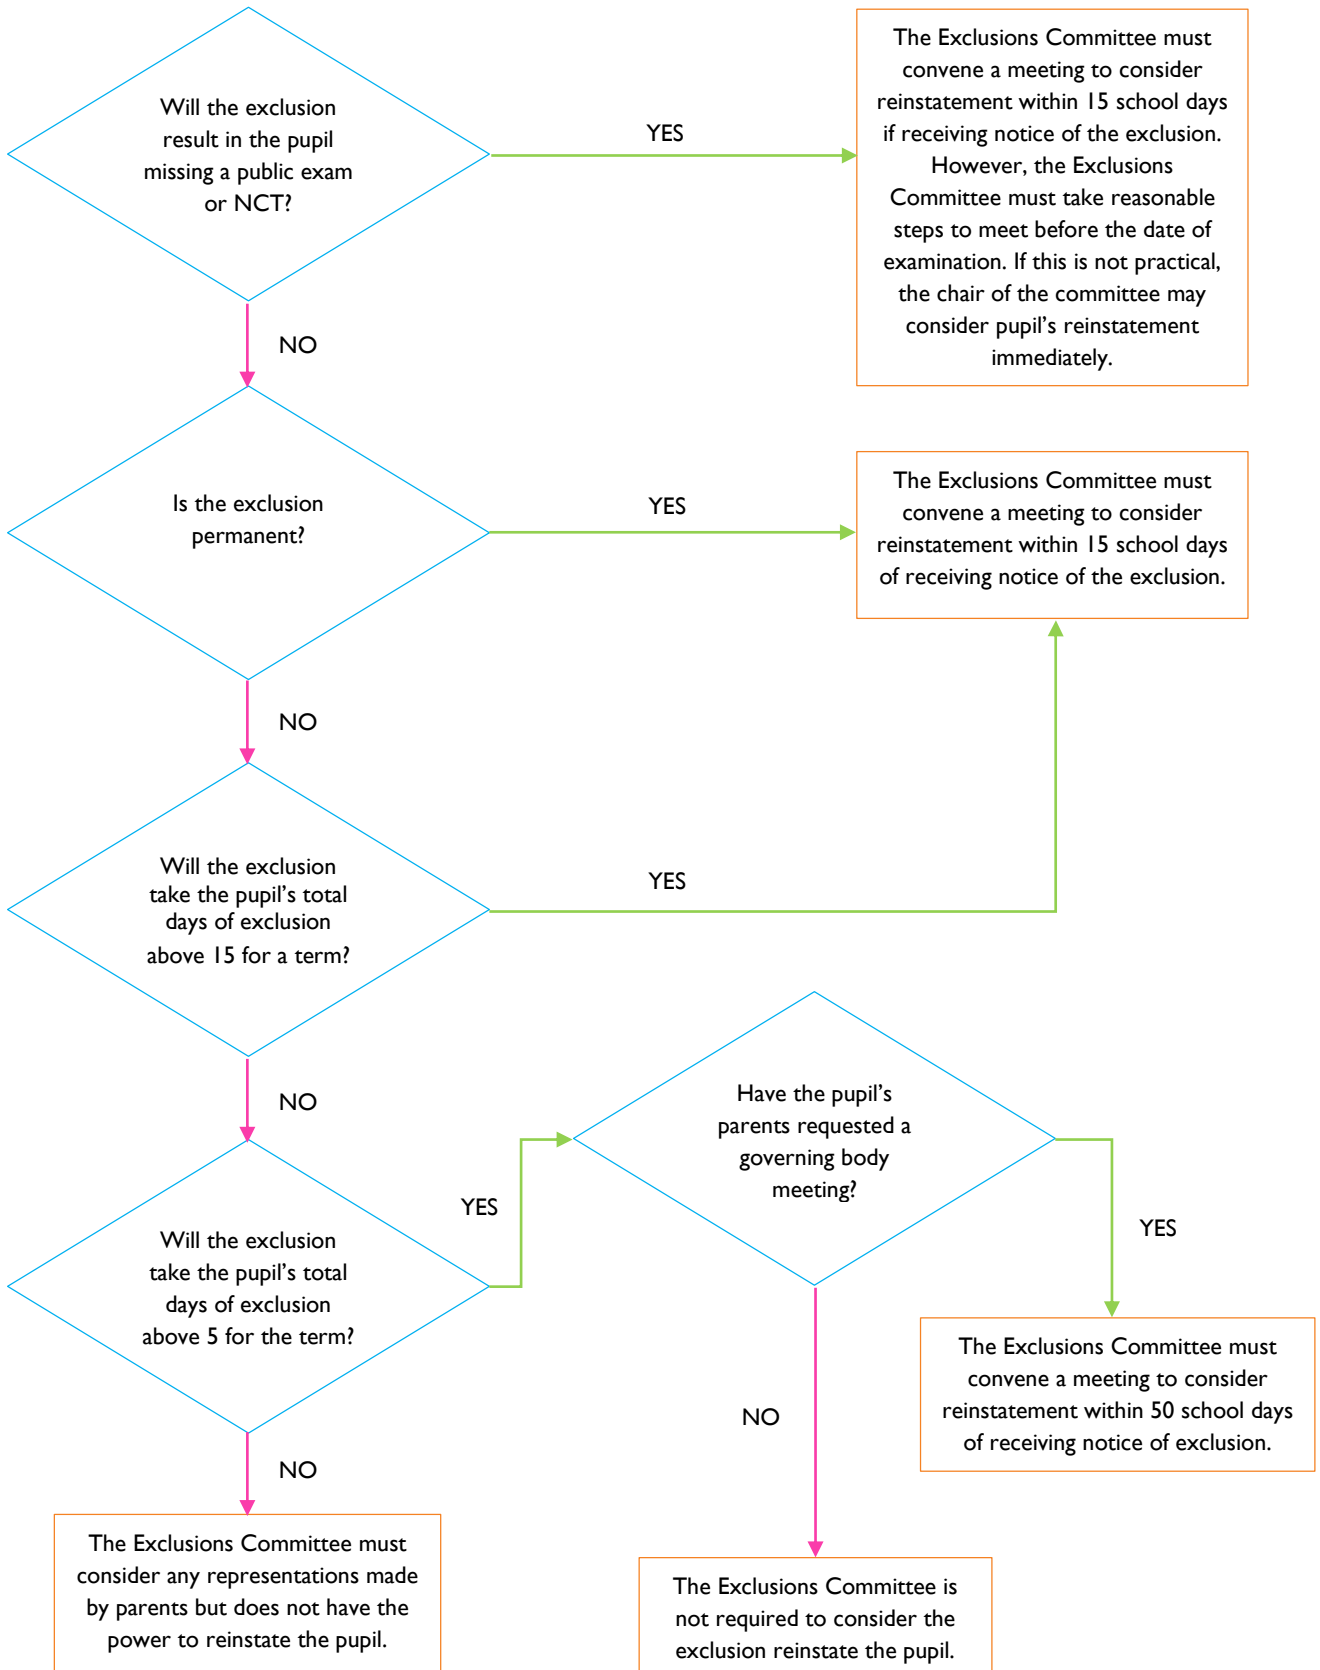 Will the exclusion
result in the pupil
missing a public exam
or NCT?
YES
The Exclusions Committee must
convene a meeting to consider
reinstatement within 15 school days
if receiving notice of the exclusion.
However, the Exclusions
Committee must take reasonable
steps to meet before the date of
examination. If this is not practical,
the chair of the committee may
consider pupil’s reinstatement
immediately.
NO
Is the exclusion
permanent?
YES
The Exclusions Committee must
convene a meeting to consider
reinstatement within 15 school days
of receiving notice of the exclusion.
NO
Will the exclusion
take the pupil’s total
days of exclusion
above 15 for a term?
YES
NO
Will the exclusion
take the pupil’s total
days of exclusion
above 5 for the term?
YES
Have the pupil’s
parents requested a
governing body
meeting?
YES
The Exclusions Committee must
convene a meeting to consider
reinstatement within 50 school days
of receiving notice of exclusion.
NO
The Exclusions Committee is
not required to consider the
exclusion reinstate the pupil.
NO
The Exclusions Committee must
consider any representations made
by parents but does not have the
power to reinstate the pupil.